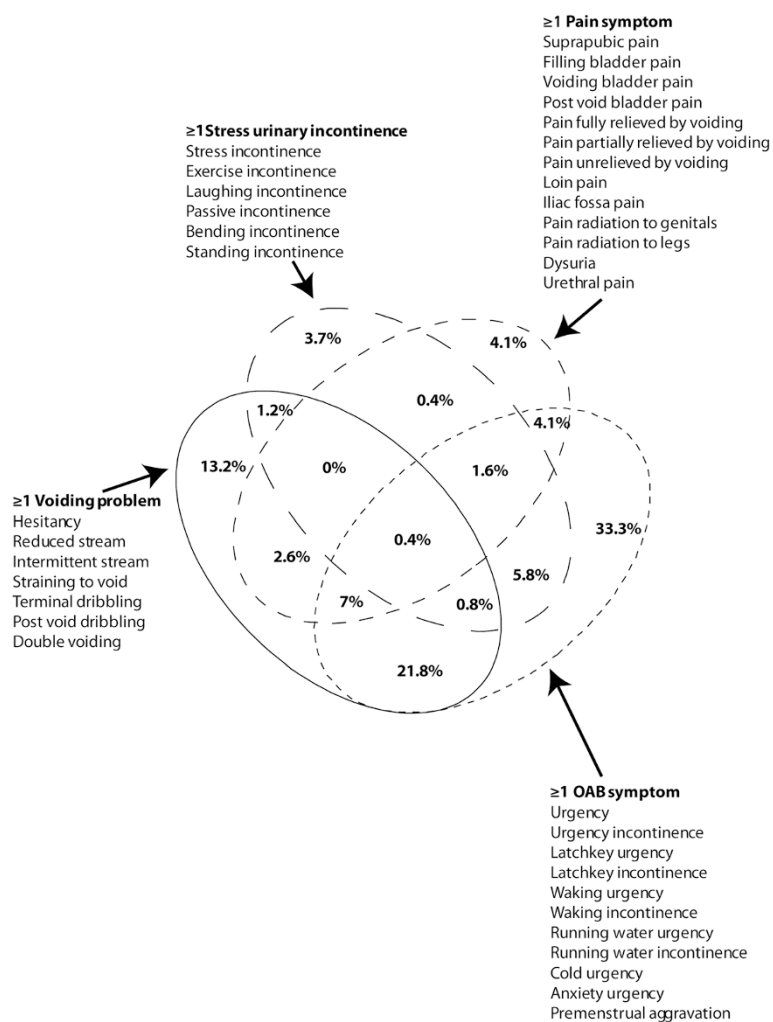 ≥1 Pain symptom
Suprapubic pain
Filling bladder pain
Voiding bladder pain
Post void bladder pain
Pain fully relieved by voiding
Pain partially relieved by voiding
Pain unrelieved by voiding
Loin pain
Iliac fossa pain
Pain radiation to genitals
Pain radiation to legs
Dysuria
Urethral pain
≥1Stress urinary incontinence
Stress incontinence
Exercise incontinence
Laughing incontinence
Passive incontinence
Bending incontinence
Standing incontinence
3.7%
4.1%
0.4%
1.2%
4.1%
13.2%
0%
1.6%
33.3%
0.4%
2.6%
5.8%
7%
0.8%
21.8%
≥1 Voiding problem
Hesitancy
Reduced stream
Intermittent stream
Straining to void
Terminal dribbling
Post void dribbling
Double voiding
≥1 OAB symptom
Urgency
Urgency incontinence
Latchkey urgency
Latchkey incontinence
Waking urgency
Waking incontinence
Running water urgency
Running water incontinence
Cold urgency
Anxiety urgency
Premenstrual aggravation